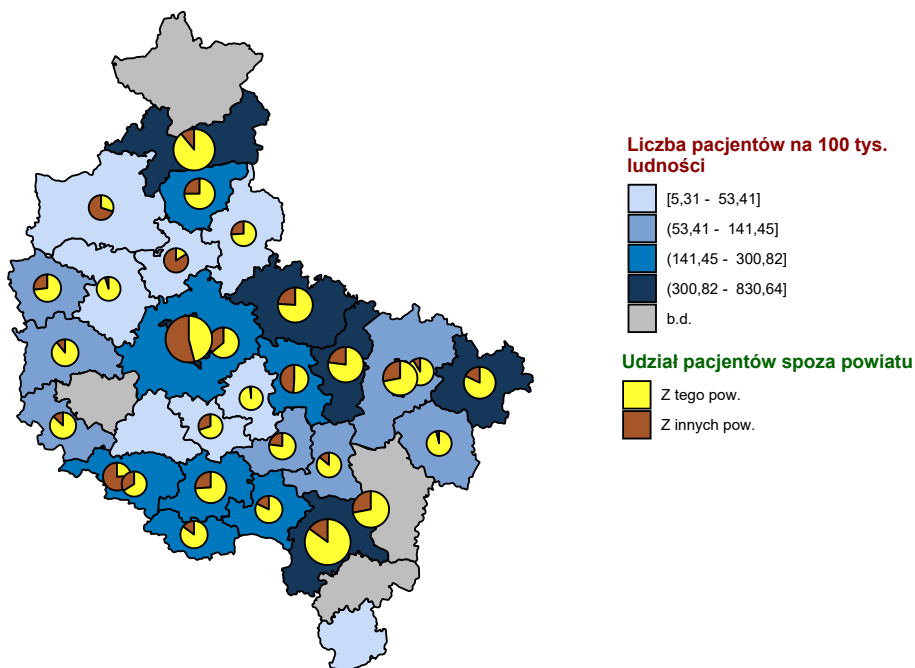 Liczba pacjentów na 100 tys.
ludności
[5,31 - 53,41]
(53,41 - 141,45]
(141,45 - 300,82]
(300,82 - 830,64]
b.d.
Udział pacjentów spoza powiatu
Z tego pow.
Z innych pow.